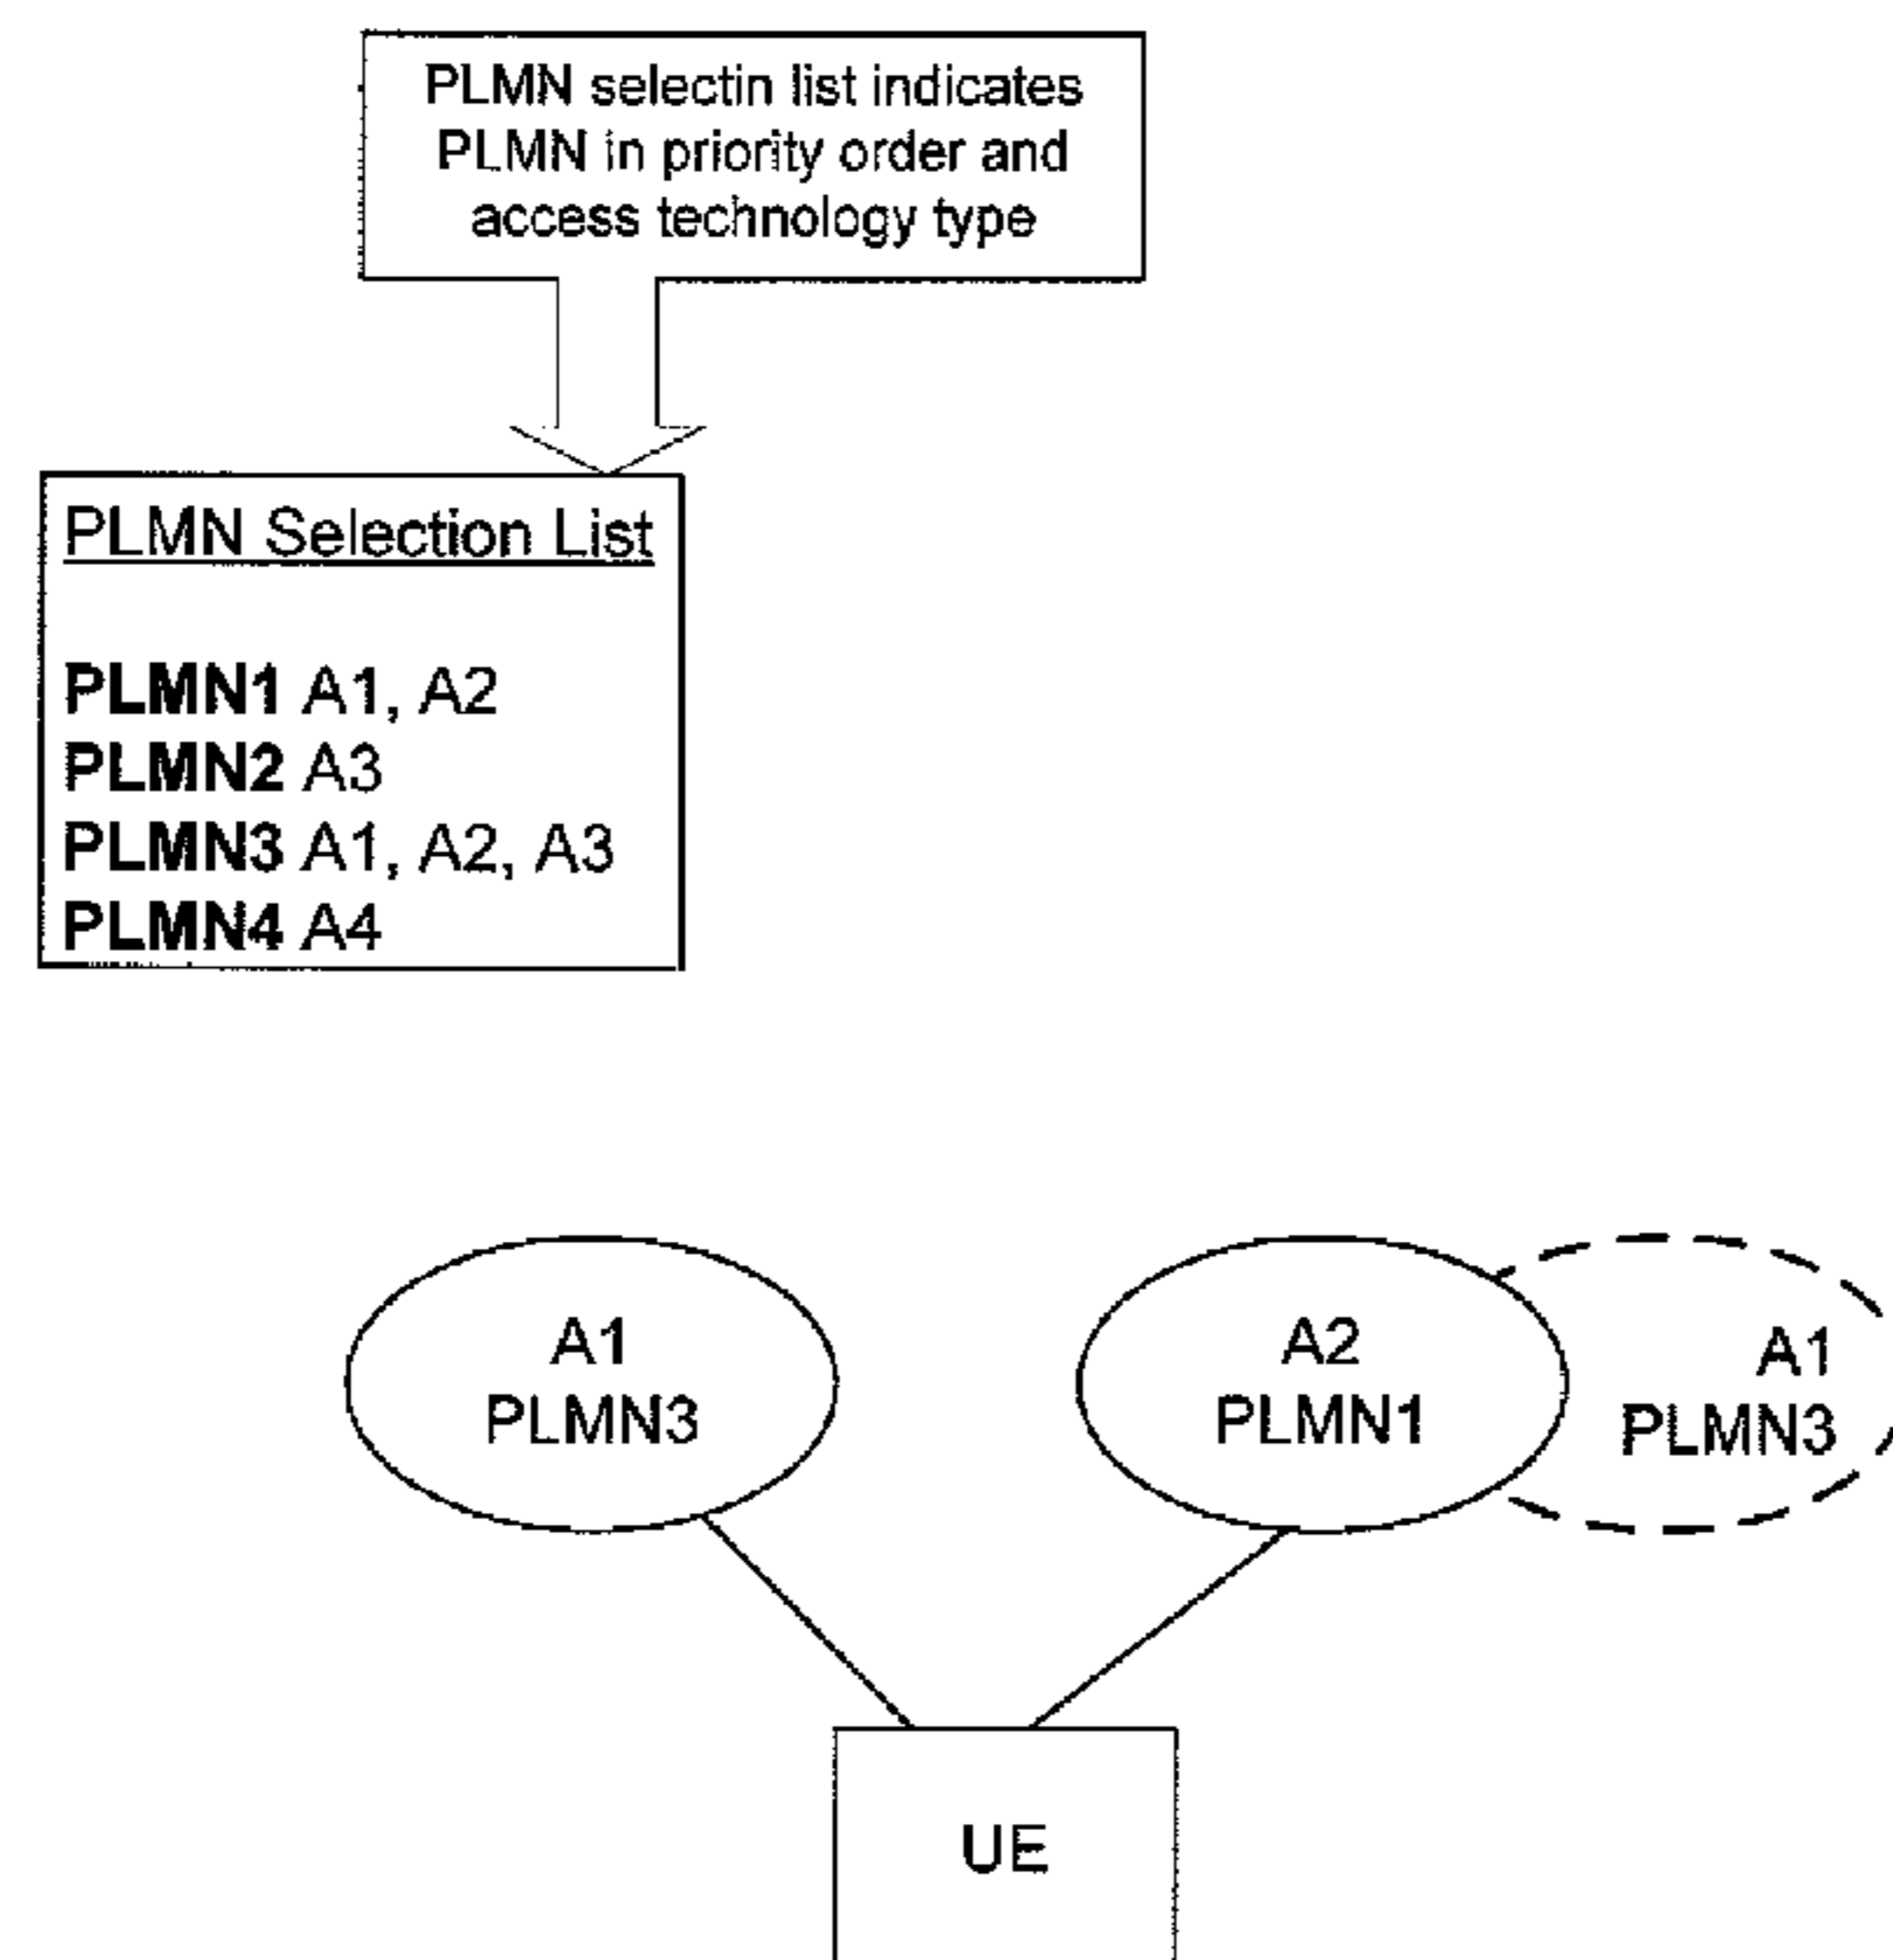 PLMN selectin list indicates
PLMN in priority order and
access technology type
PLMN Selection List
PLMN1 A1, A2
PLMN2 A3
PLMN3 A1, A2, A3
PLMN4 A4
A1
PLMN3
A2
PLMN1
A1
PLMN3
UE